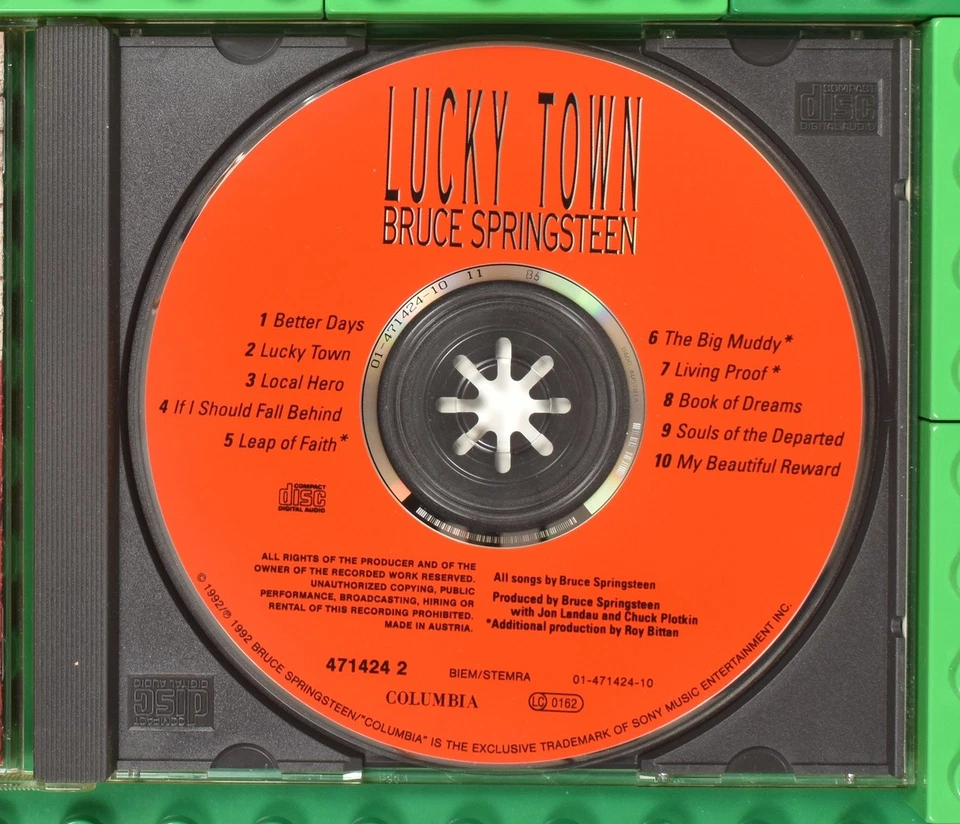 LUCKY TOWN
BRUCE SPRINGSTEEN
01-471424-10 11 B6
1 Better Days
2 Lucky Town
3 Local Hero
4 If I Should Fall Behind
5 Leap of Faith*
6 The Big Muddy*
7 Living Proof*
8 Book of Dreams
9 Souls of the Departed
10 My Beautiful Reward
COMPACT
disc
DIGITAL AUDIO
ALL RIGHTS OF THE PRODUCER AND OF THE
OWNER OF THE RECORDED WORK RESERVED.
UNAUTHORIZED COPYING, PUBLIC
PERFORMANCE, BROADCASTING, HIRING OR
RENTAL OF THIS RECORDING PROHIBITED.
MADE IN AUSTRIA.
All songs by Bruce Springsteen
Produced by Bruce Springsteen
with Jon Landau and Chuck Plotkin
*Additional production by Roy Bittan
471424 2
BIEM/STEMRA
01-471424-10
COLUMBIA
LC 0162
© 1992/℗ 1992 BRUCE SPRINGSTEEN/"COLUMBIA" IS THE EXCLUSIVE TRADEMARK OF SONY MUSIC ENTERTAINMENT INC.
COMPACT
disc
DIGITAL AUDIO
COMPACT
disc
DIGITAL AUDIO